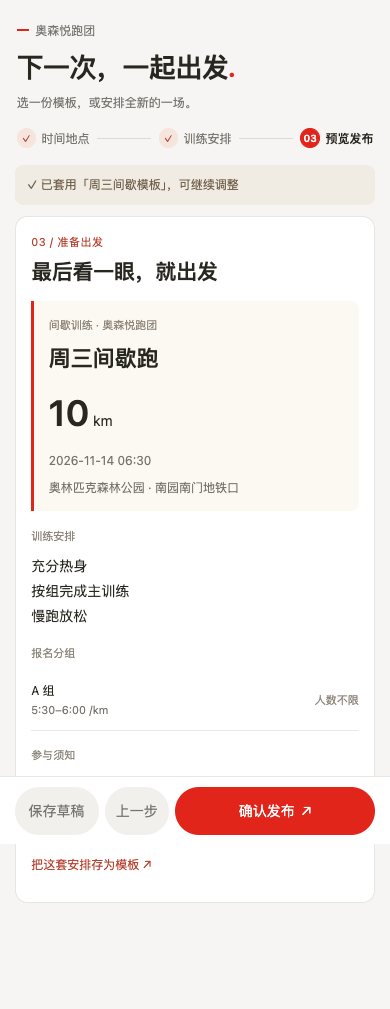 奥森悦跑团
下一次，一起出发.
选一份模板，或安排全新的一场。
✓ 时间地点 ✓ 训练安排 03 预览发布
✓ 已套用「周三间歇模板」，可继续调整
03 / 准备出发
最后看一眼，就出发
间歇训练 · 奥森悦跑团
周三间歇跑
10 km
2026-11-14 06:30
奥林匹克森林公园 · 南园南门地铁口
训练安排
充分热身
按组完成主训练
慢跑放松
报名分组
A 组
5:30–6:00 /km
人数不限
参与须知
保存草稿 上一步 确认发布 ↗
把这套安排存为模板 ↗